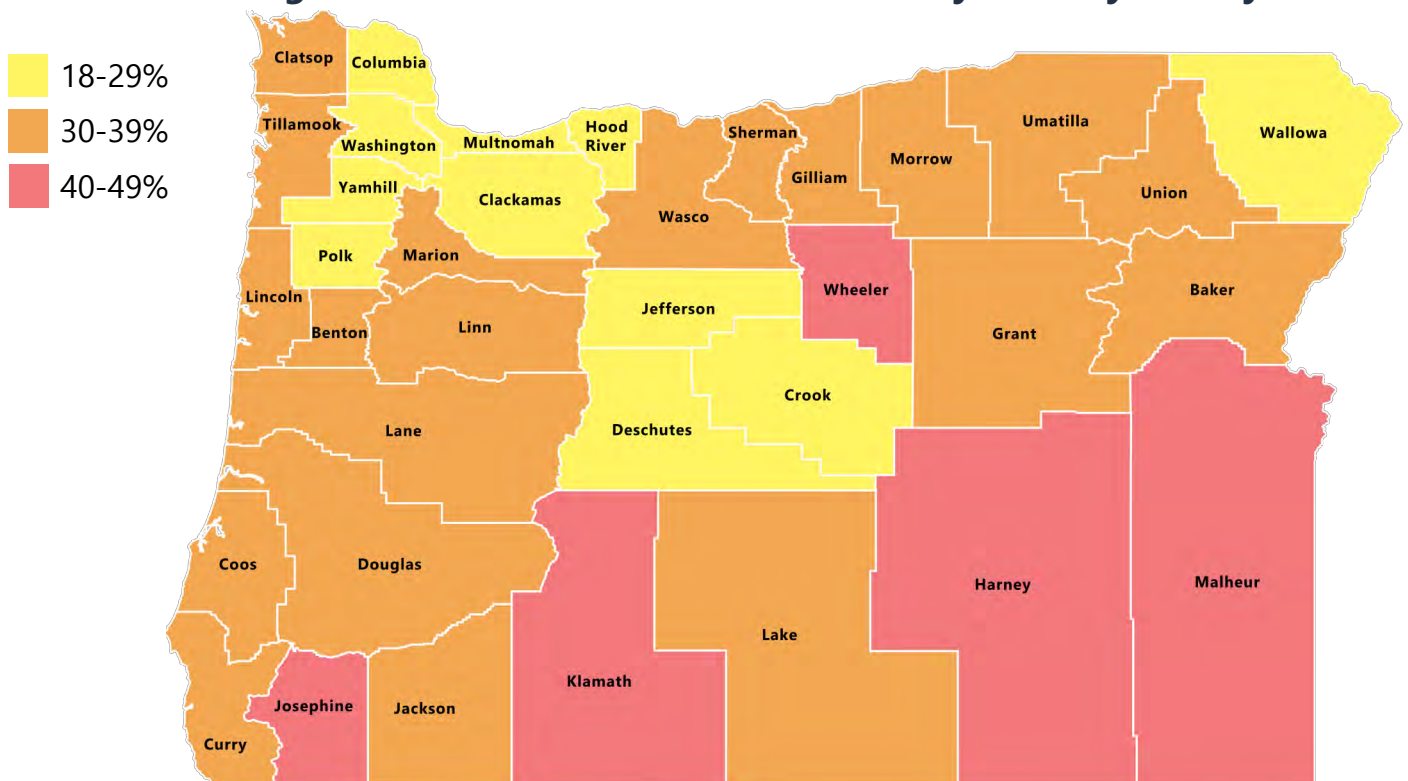 18-29%
30-39%
40-49%
Clatsop
Columbia
Tillamook
Washington
Multnomah
Hood
River
Sherman
Gilliam
Morrow
Umatilla
Wallowa
Union
Yamhill
Clackamas
Wasco
Polk
Marion
Lincoln
Benton
Linn
Jefferson
Wheeler
Grant
Baker
Crook
Lane
Deschutes
Coos
Douglas
Harney
Malheur
Lake
Klamath
Josephine
Jackson
Curry